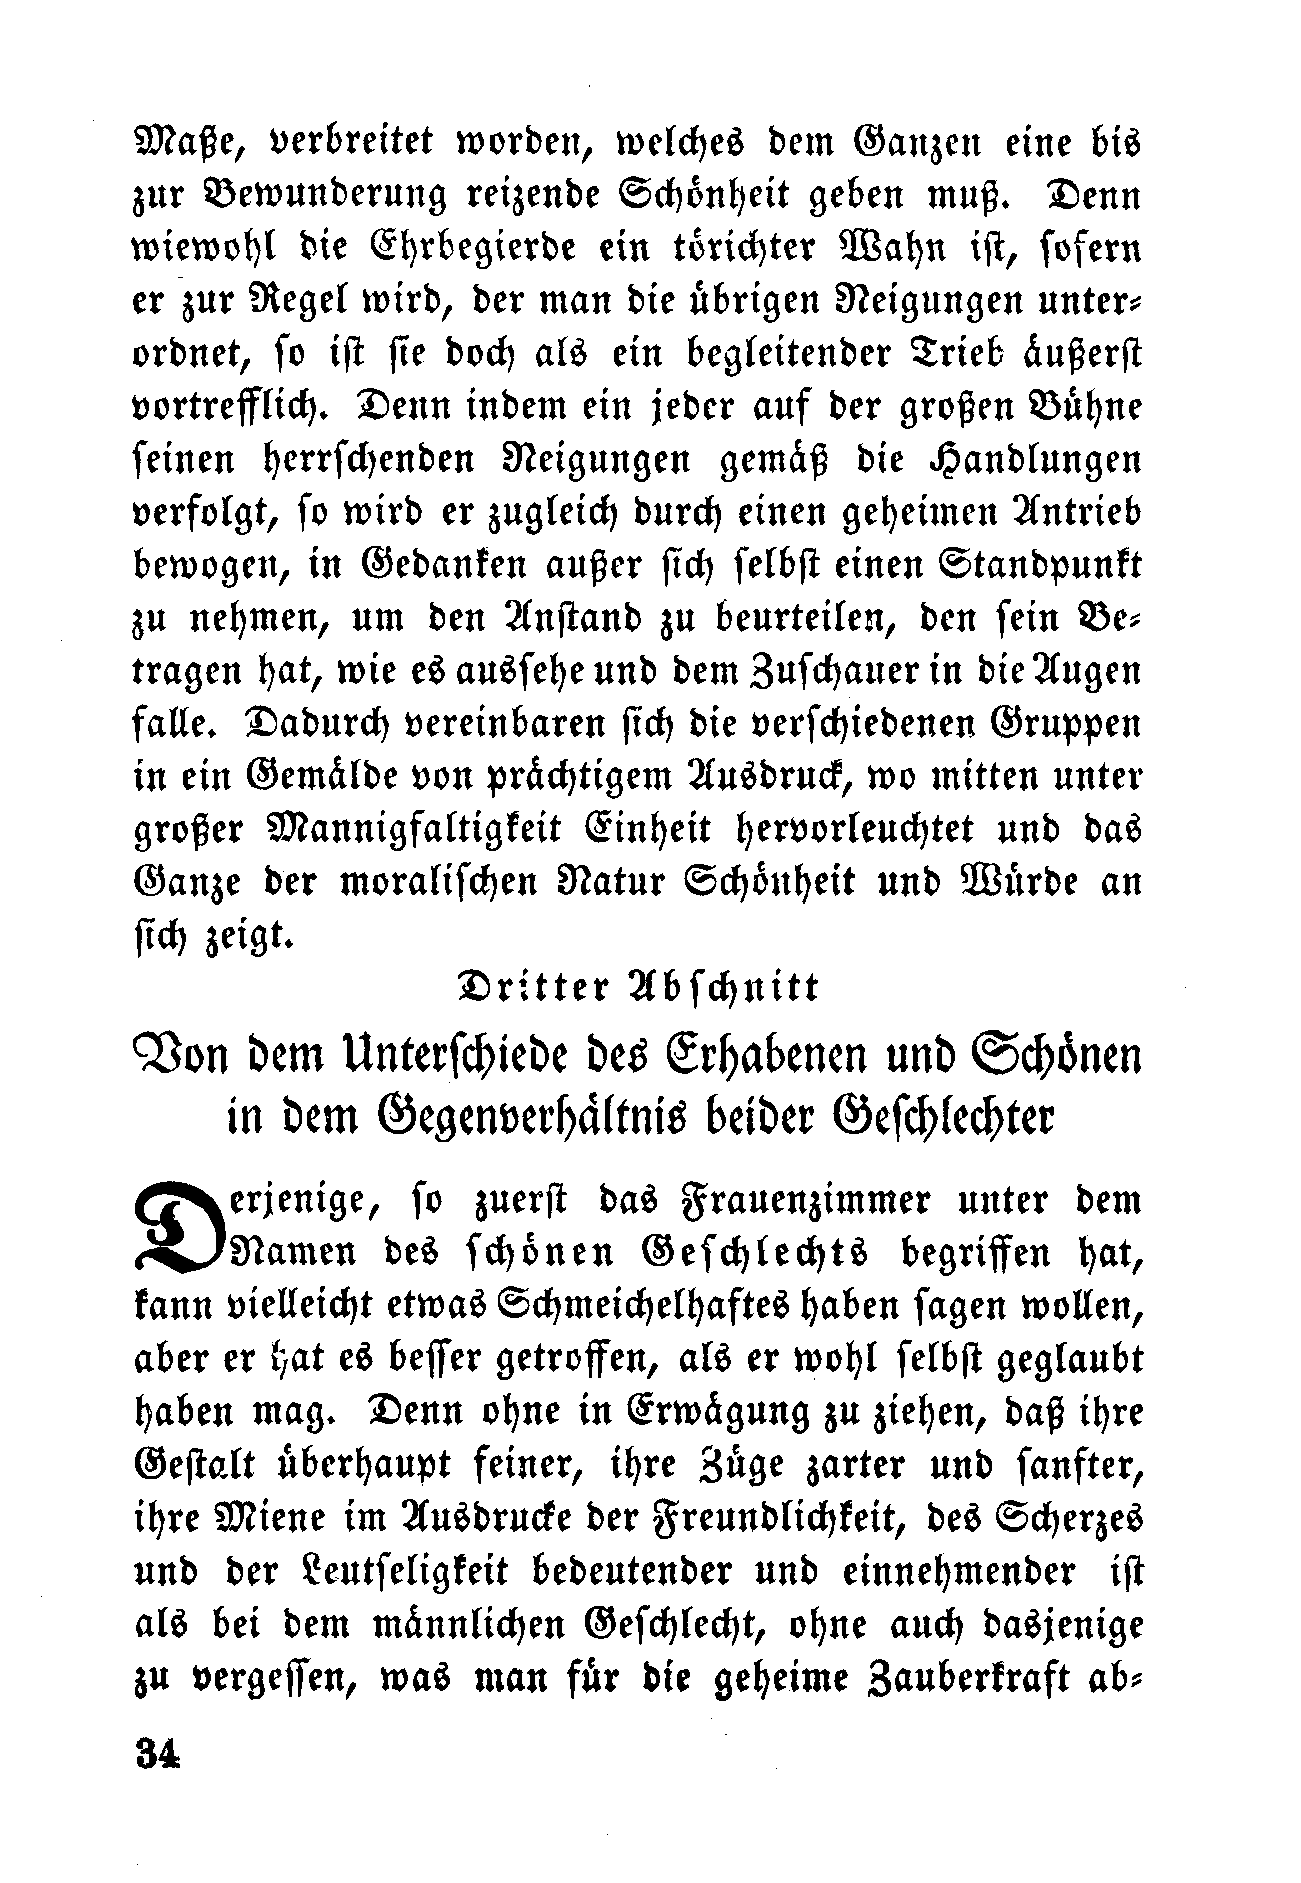 Maße, verbreitet worden, welches dem Ganzen eine bis
zur Bewunderung reizende Schönheit geben muß. Denn
wiewohl die Ehrbegierde ein törichter Wahn ist, sofern
er zur Regel wird, der man die übrigen Neigungen unter-
ordnet, so ist sie doch als ein begleitender Trieb äußerst
vortrefflich. Denn indem ein jeder auf der großen Bühne
seinen herrschenden Neigungen gemäß die Handlungen
verfolgt, so wird er zugleich durch einen geheimen Antrieb
bewogen, in Gedanken außer sich selbst einen Standpunkt
zu nehmen, um den Anstand zu beurteilen, den sein Be-
tragen hat, wie es aussehe und dem Zuschauer in die Augen
falle. Dadurch vereinbaren sich die verschiedenen Gruppen
in ein Gemälde von prächtigem Ausdruck, wo mitten unter
großer Mannigfaltigkeit Einheit hervorleuchtet und das
Ganze der moralischen Natur Schönheit und Würde an
sich zeigt.
Dritter Abschnitt
Von dem Unterschiede des Erhabenen und Schönen
in dem Gegenverhältnis beider Geschlechter
Derjenige, so zuerst das Frauenzimmer unter dem
Namen des schönen Geschlechts begriffen hat,
kann vielleicht etwas Schmeichelhaftes haben sagen wollen,
aber er hat es besser getroffen, als er wohl selbst geglaubt
haben mag. Denn ohne in Erwägung zu ziehen, daß ihre
Gestalt überhaupt feiner, ihre Züge zarter und sanfter,
ihre Miene im Ausdrucke der Freundlichkeit, des Scherzes
und der Leutseligkeit bedeutender und einnehmender ist
als bei dem männlichen Geschlecht, ohne auch dasjenige
zu vergessen, was man für die geheime Zauberkraft ab-
34